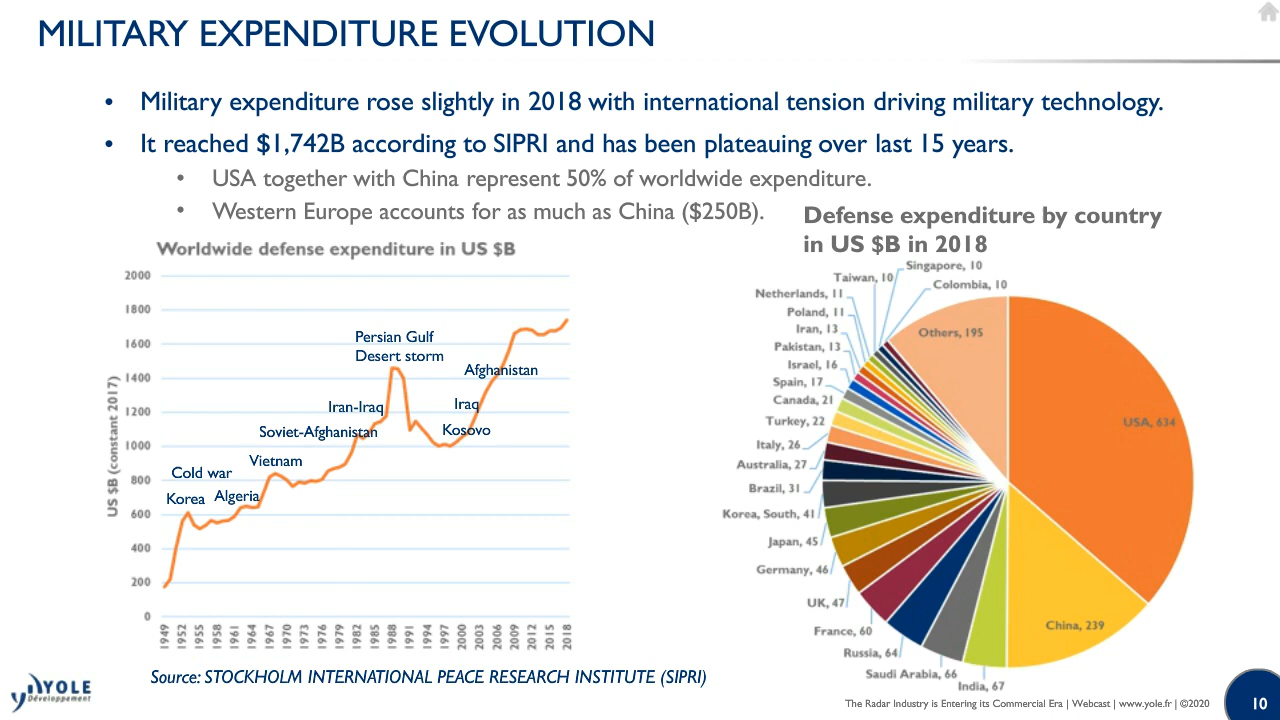 MILITARY EXPENDITURE EVOLUTION
• Military expenditure rose slightly in 2018 with international tension driving military technology.
• It reached $1,742B according to SIPRI and has been plateauing over last 15 years.
• USA together with China represent 50% of worldwide expenditure.
• Western Europe accounts for as much as China ($250B).
Worldwide defense expenditure in US $B
US $B (constant 2017)
2000
1800
1600
1400
1200
1000
800
600
400
200
0
Persian Gulf
Desert storm
Afghanistan
Iran-Iraq
Iraq
Soviet-Afghanistan
Kosovo
Vietnam
Cold war
Korea
Algeria
1949
1952
1955
1958
1961
1964
1967
1970
1973
1976
1979
1982
1985
1988
1991
1994
1997
2000
2003
2006
2009
2012
2015
2018
Defense expenditure by country
in US $B in 2018
Singapore, 10
Taiwan, 10
Colombia, 10
Netherlands, 11
Poland, 11
Iran, 13
Pakistan, 13
Israel, 16
Spain, 17
Canada, 21
Turkey, 22
Italy, 26
Australia, 27
Brazil, 31
Korea, South, 41
Japan, 45
Germany, 46
UK, 47
France, 60
Russia, 64
Saudi Arabia, 66
India, 67
Others, 195
USA, 634
China, 239
Source: STOCKHOLM INTERNATIONAL PEACE RESEARCH INSTITUTE (SIPRI)
YOLE
Développement
The Radar Industry is Entering its Commercial Era | Webcast | www.yole.fr | ©2020
10